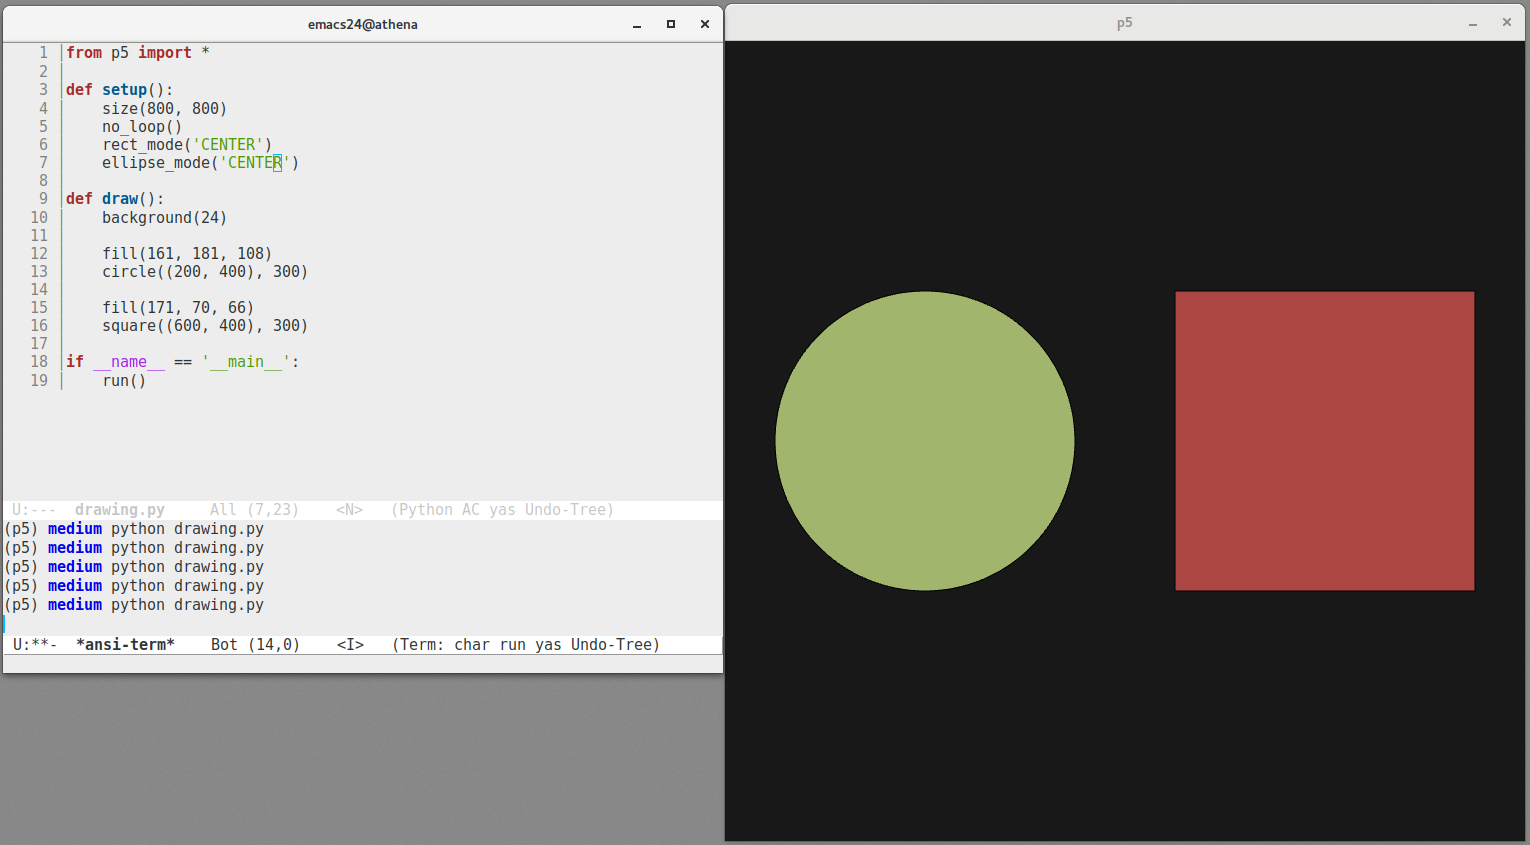 emacs24@athena
1 from p5 import *
2
3 def setup():
4     size(800, 800)
5     no_loop()
6     rect_mode('CENTER')
7     ellipse_mode('CENTER')
8
9 def draw():
10     background(24)
11
12     fill(161, 181, 108)
13     circle((200, 400), 300)
14
15     fill(171, 70, 66)
16     square((600, 400), 300)
17
18 if __name__ == '__main__':
19     run()
U:---  drawing.py     All (7,23)    <N>   (Python AC yas Undo-Tree)
(p5) medium python drawing.py
(p5) medium python drawing.py
(p5) medium python drawing.py
(p5) medium python drawing.py
(p5) medium python drawing.py
U:**-  *ansi-term*    Bot (14,0)    <I>   (Term: char run yas Undo-Tree)
p5